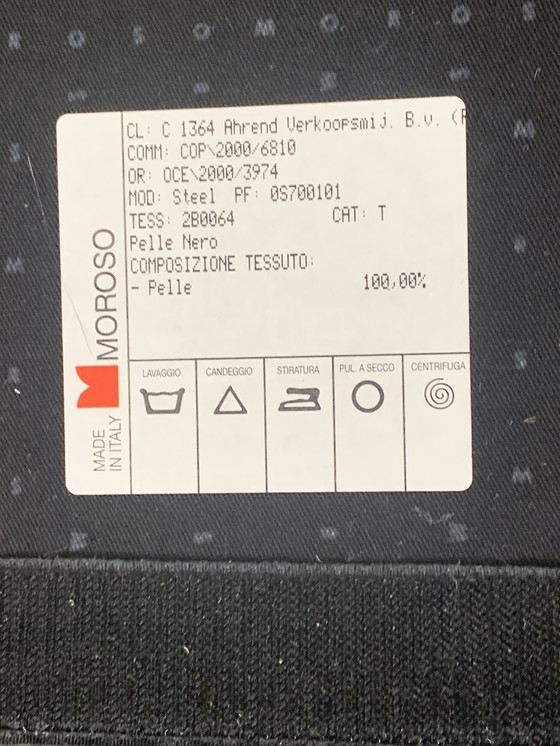 R O S O M O R O S
CL: C 1364 Ahrend Verkoopsmij. B.v. (
COMM: COP\2000/6810
OR: OCE\2000/3974
MOD: Steel PF: 0S700101
TESS: 2B0064 CAT: T
Pelle Nero
COMPOSIZIONE TESSUTO:
- Pelle 100,00%
MOROSO
MADE
IN ITALY
LAVAGGIO CANDEGGIO STIRATURA PUL. A SECCO CENTRIFUGA